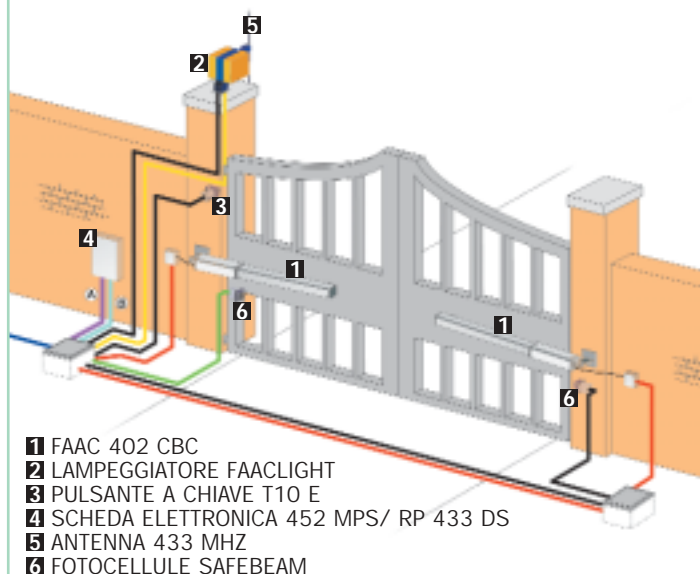 5
2
3
4
1
A
B
6
1
6
1 FAAC 402 CBC
2 LAMPEGGIATORE FAACLIGHT
3 PULSANTE A CHIAVE T10 E
4 SCHEDA ELETTRONICA 452 MPS/ RP 433 DS
5 ANTENNA 433 MHZ
6 FOTOCELLULE SAFEBEAM